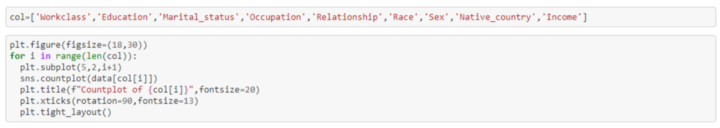 col=['Workclass','Education','Marital_status','Occupation','Relationship','Race','Sex','Native_country','Income']
plt.figure(figsize=(18,30))
for i in range(len(col)):
  plt.subplot(5,2,i+1)
  sns.countplot(data[col[i]])
  plt.title(f"Countplot of {col[i]}",fontsize=20)
  plt.xticks(rotation=90,fontsize=13)
  plt.tight_layout()